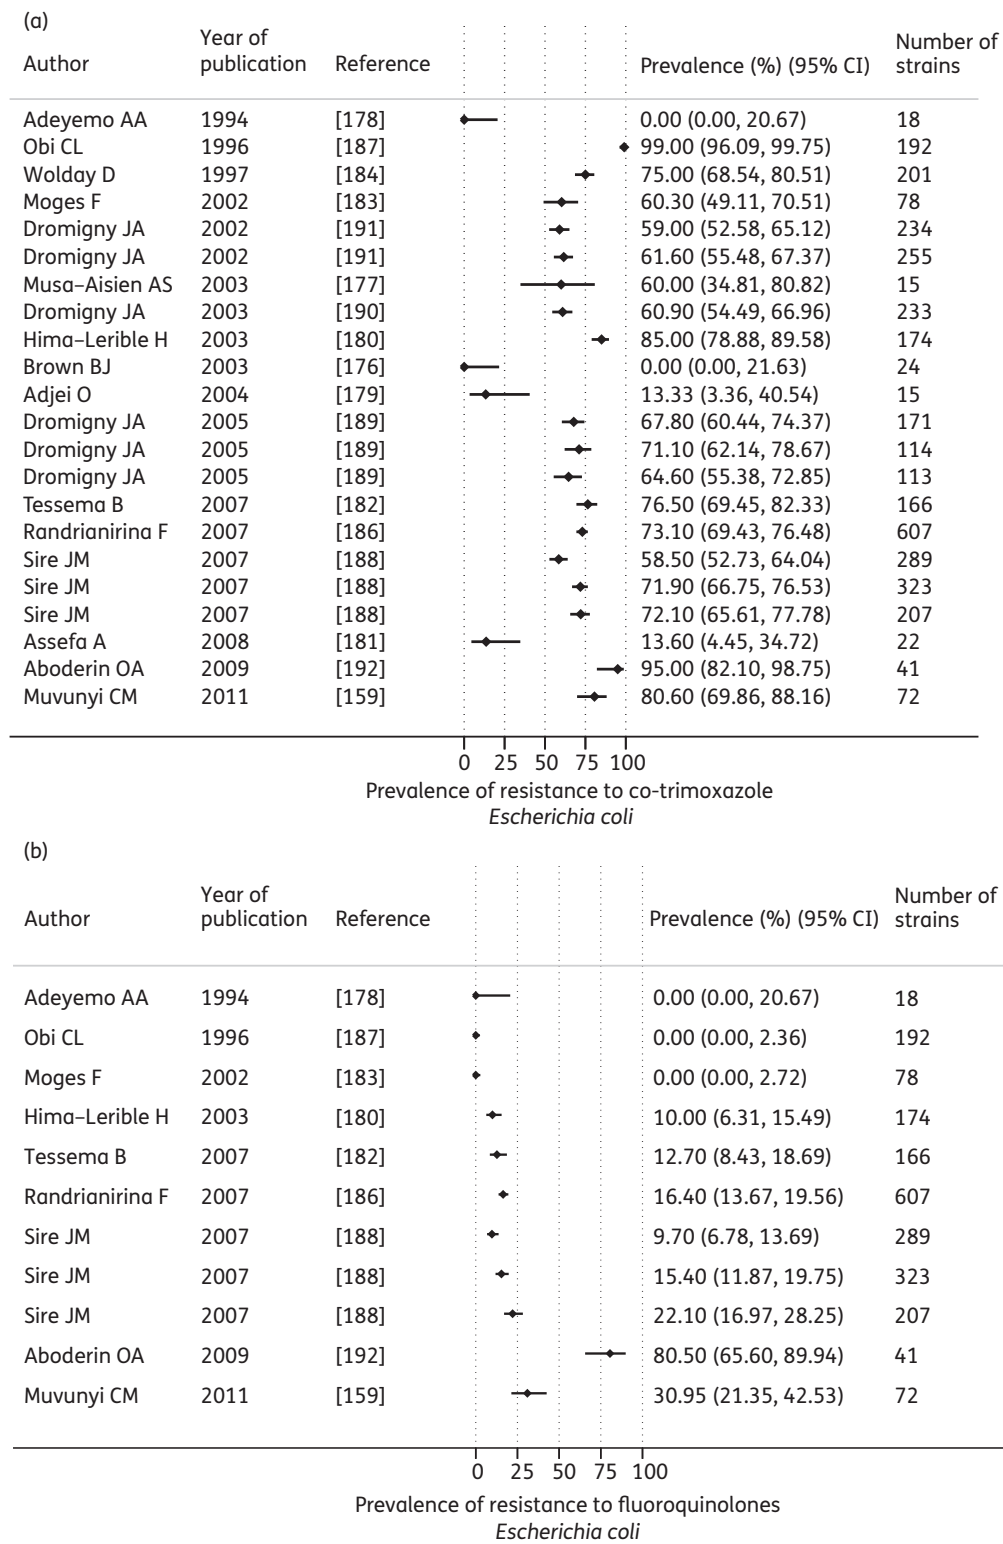 (a)
Author Year of publication Reference Prevalence (%) (95% CI) Number of strains
Adeyemo AA 1994 [178] 0.00 (0.00, 20.67) 18
Obi CL 1996 [187] 99.00 (96.09, 99.75) 192
Wolday D 1997 [184] 75.00 (68.54, 80.51) 201
Moges F 2002 [183] 60.30 (49.11, 70.51) 78
Dromigny JA 2002 [191] 59.00 (52.58, 65.12) 234
Dromigny JA 2002 [191] 61.60 (55.48, 67.37) 255
Musa–Aisien AS 2003 [177] 60.00 (34.81, 80.82) 15
Dromigny JA 2003 [190] 60.90 (54.49, 66.96) 233
Hima–Lerible H 2003 [180] 85.00 (78.88, 89.58) 174
Brown BJ 2003 [176] 0.00 (0.00, 21.63) 24
Adjei O 2004 [179] 13.33 (3.36, 40.54) 15
Dromigny JA 2005 [189] 67.80 (60.44, 74.37) 171
Dromigny JA 2005 [189] 71.10 (62.14, 78.67) 114
Dromigny JA 2005 [189] 64.60 (55.38, 72.85) 113
Tessema B 2007 [182] 76.50 (69.45, 82.33) 166
Randrianirina F 2007 [186] 73.10 (69.43, 76.48) 607
Sire JM 2007 [188] 58.50 (52.73, 64.04) 289
Sire JM 2007 [188] 71.90 (66.75, 76.53) 323
Sire JM 2007 [188] 72.10 (65.61, 77.78) 207
Assefa A 2008 [181] 13.60 (4.45, 34.72) 22
Aboderin OA 2009 [192] 95.00 (82.10, 98.75) 41
Muvunyi CM 2011 [159] 80.60 (69.86, 88.16) 72
0 25 50 75 100
Prevalence of resistance to co-trimoxazole
Escherichia coli
(b)
Author Year of publication Reference Prevalence (%) (95% CI) Number of strains
Adeyemo AA 1994 [178] 0.00 (0.00, 20.67) 18
Obi CL 1996 [187] 0.00 (0.00, 2.36) 192
Moges F 2002 [183] 0.00 (0.00, 2.72) 78
Hima–Lerible H 2003 [180] 10.00 (6.31, 15.49) 174
Tessema B 2007 [182] 12.70 (8.43, 18.69) 166
Randrianirina F 2007 [186] 16.40 (13.67, 19.56) 607
Sire JM 2007 [188] 9.70 (6.78, 13.69) 289
Sire JM 2007 [188] 15.40 (11.87, 19.75) 323
Sire JM 2007 [188] 22.10 (16.97, 28.25) 207
Aboderin OA 2009 [192] 80.50 (65.60, 89.94) 41
Muvunyi CM 2011 [159] 30.95 (21.35, 42.53) 72
0 25 50 75 100
Prevalence of resistance to fluoroquinolones
Escherichia coli